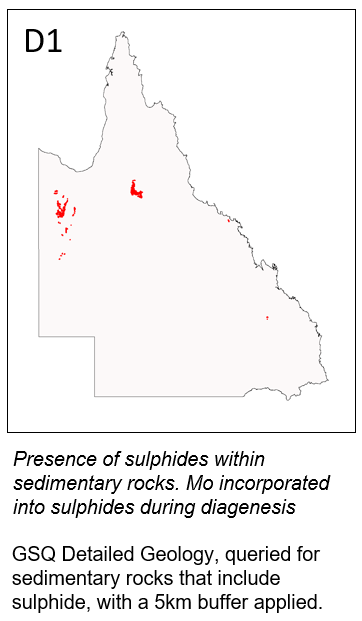 D1
Presence of sulphides within
sedimentary rocks. Mo incorporated
into sulphides during diagenesis
GSQ Detailed Geology, queried for
sedimentary rocks that include
sulphide, with a 5km buffer applied.